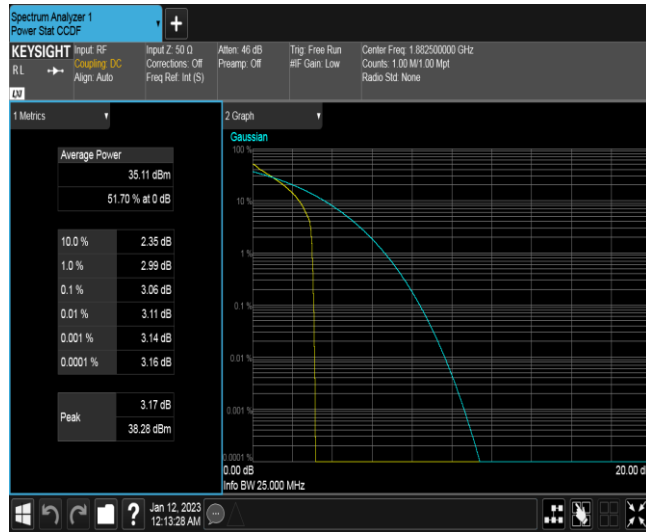 Spectrum Analyzer 1
Power Stat CCDF
+
KEYSIGHT
RL
LXI
Input: RF
Coupling: DC
Align: Auto
Input Z: 50 Ω
Corrections: Off
Freq Ref: Int (S)
Atten: 46 dB
Preamp: Off
Trig: Free Run
#IF Gain: Low
Center Freq: 1.882500000 GHz
Counts: 1.00 M/1.00 Mpt
Radio Std: None
1 Metrics
Average Power
35.11 dBm
51.70 % at 0 dB
10.0 % 2.35 dB
1.0 % 2.99 dB
0.1 % 3.06 dB
0.01 % 3.11 dB
0.001 % 3.14 dB
0.0001 % 3.16 dB
Peak
3.17 dB
38.28 dBm
2 Graph
Gaussian
100 %
10 %
1 %
0.1 %
0.01 %
0.001 %
0.0001 %
0.00 dB
20.00 d
Info BW 25.000 MHz
?
Jan 12, 2023
12:13:28 AM